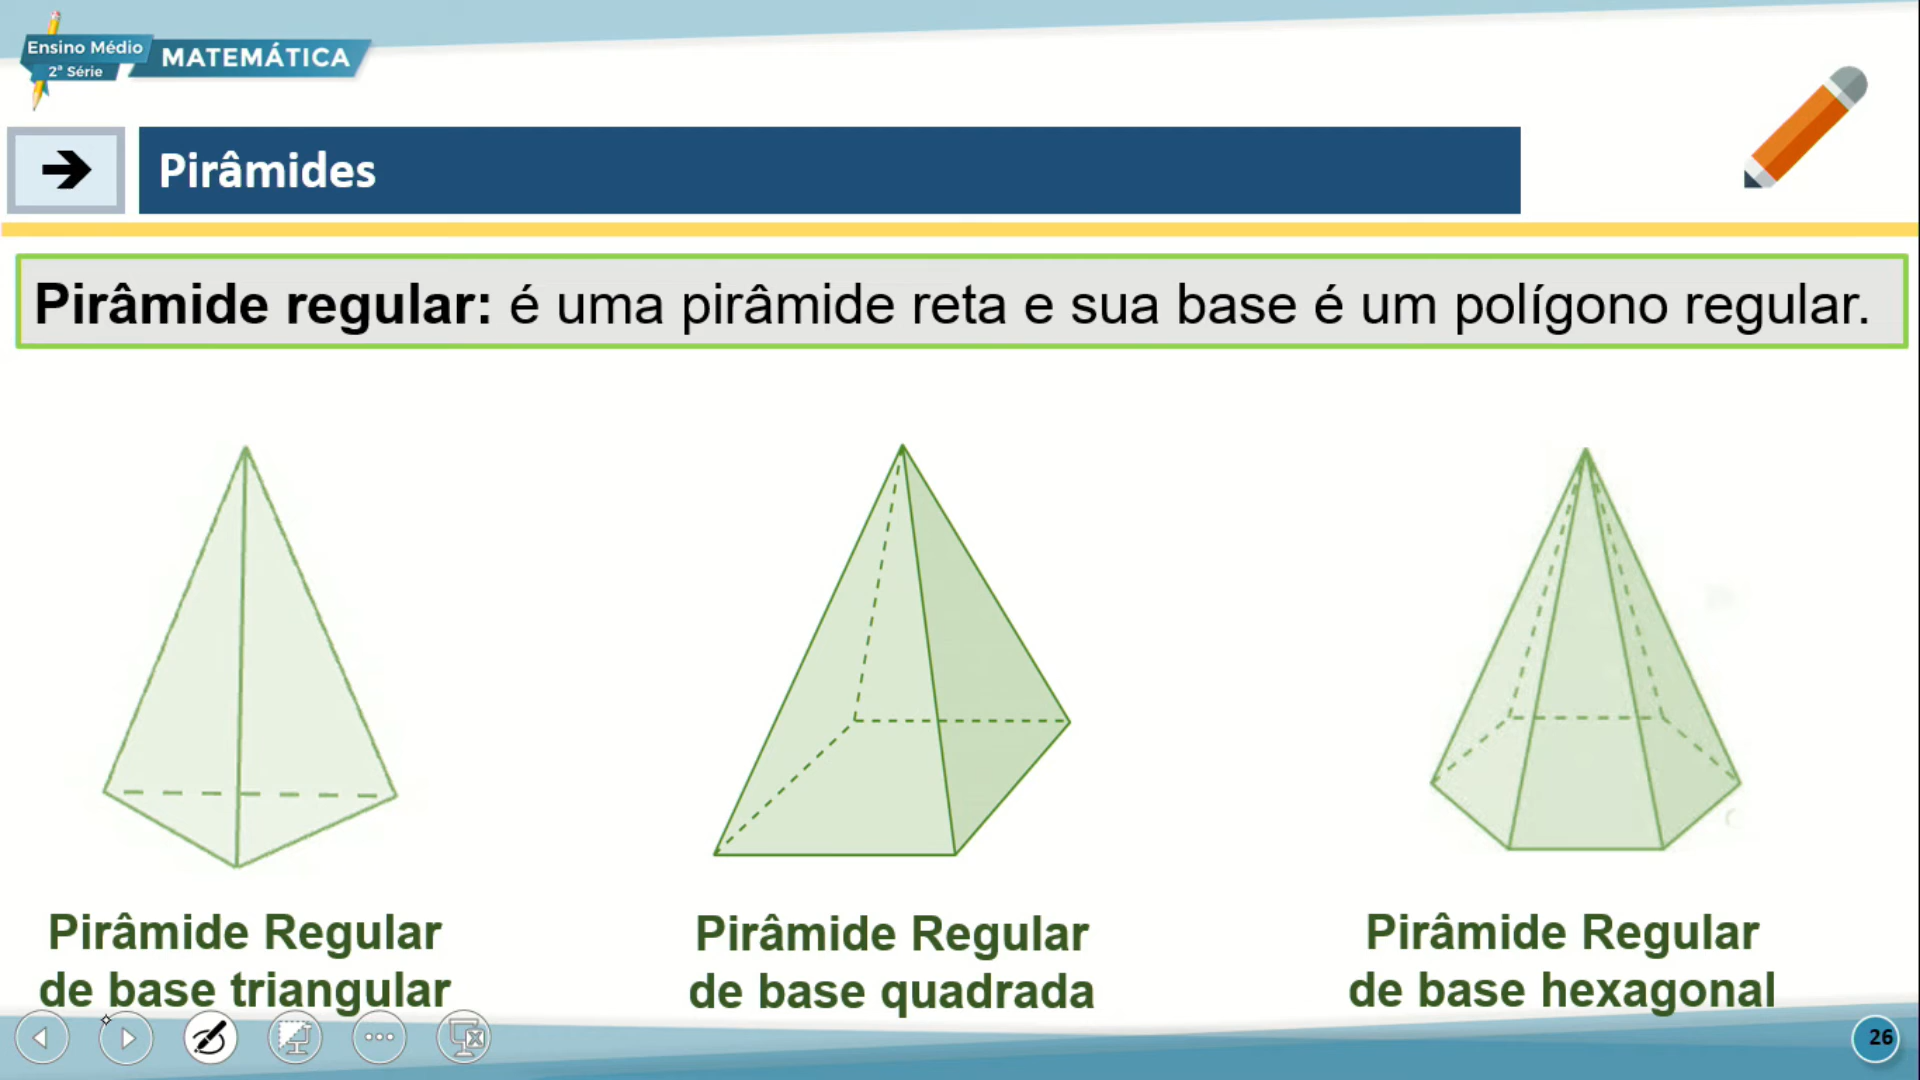 Ensino Médio
2ª Série
MATEMÁTICA
Pirâmides
Pirâmide regular: é uma pirâmide reta e sua base é um polígono regular.
Pirâmide Regular
de base triangular
Pirâmide Regular
de base quadrada
Pirâmide Regular
de base hexagonal
26